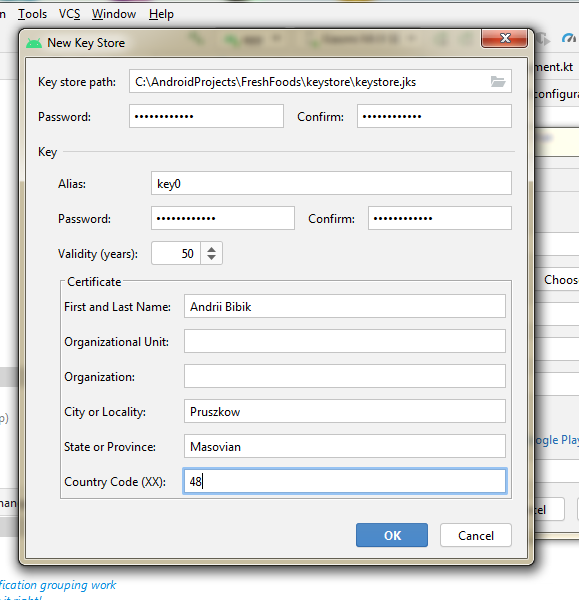 Tools VCS Window Help
New Key Store
ment.kt
Key store path: C:\AndroidProjects\FreshFoods\keystore\keystore.jks
configura
Password: •••••••••••• Confirm: ••••••••••••
Key
Alias: key0
Password: •••••••••••• Confirm: ••••••••••••
Validity (years): 50
Certificate
Choos
First and Last Name: Andrii Bibik
Organizational Unit:
Organization:
City or Locality: Pruszkow
p)
State or Province: Masovian
ogle Play
Country Code (XX): 48
nan
cel
OK Cancel
fication grouping work
it right!